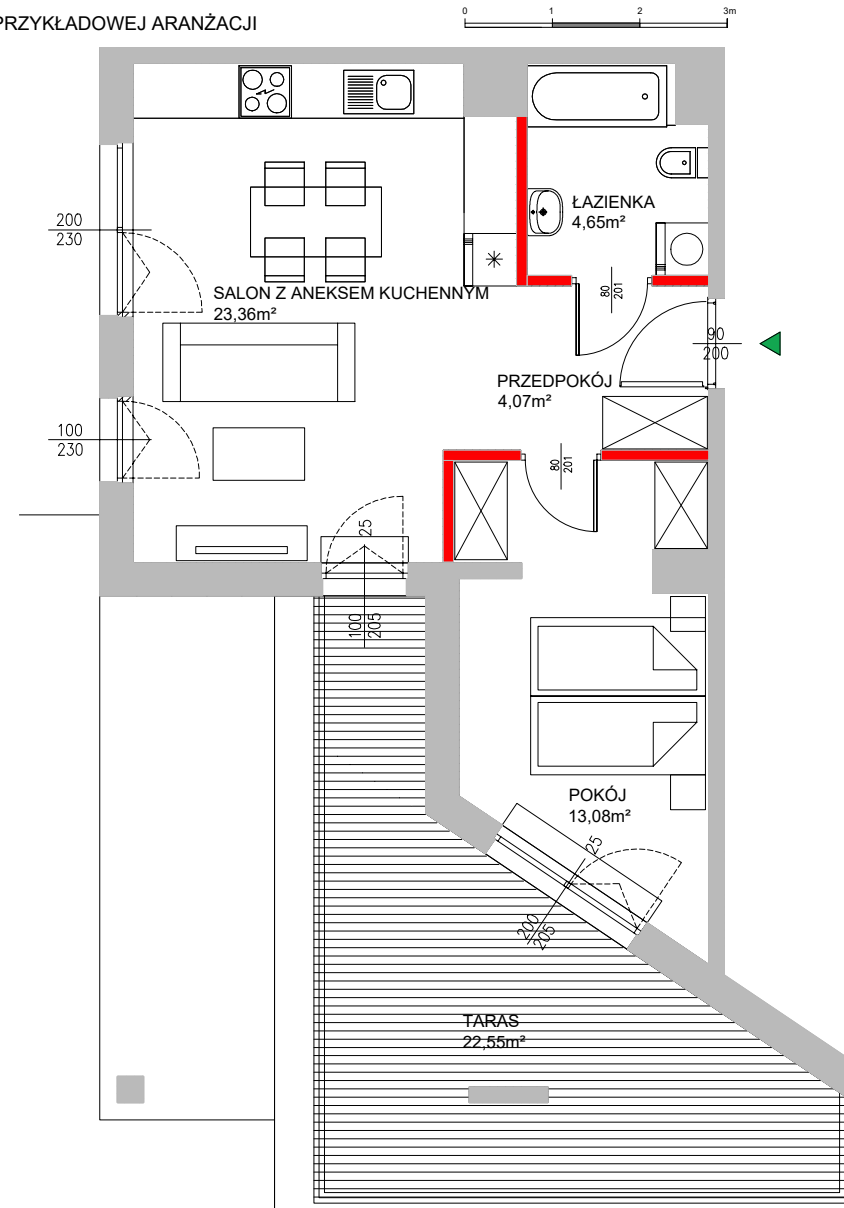 PRZYKŁADOWEJ ARANŻACJI
0 1 2 3m
ŁAZIENKA
4,65m²
200
230
SALON Z ANEKSEM KUCHENNYM
23,36m²
80
201
90
200
PRZEDPOKÓJ
4,07m²
100
230
80
201
25
100
205
POKÓJ
13,08m²
25
200
205
TARAS
22,55m²